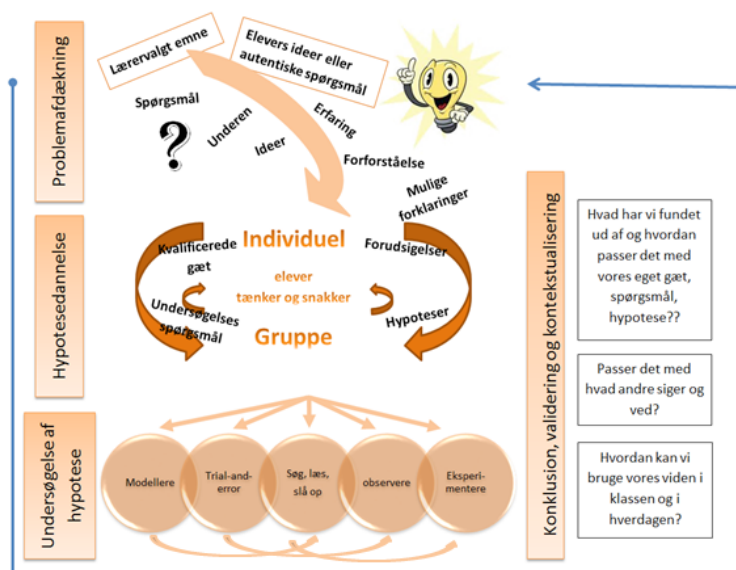 Problemafdækning
Lærervalgt emne
Elevers ideer eller
autentiske spørgsmål
Spørgsmål
?
Underen
Ideer
Erfaring
Forforståelse
Mulige
forklaringer
Hypotesedannelse
Individuel
Kvalificerede
gæt
Forudsigelser
elever
tænker og snakker
Undersøgelses
spørgsmål
Hypoteser
Gruppe
Undersøgelse af
hypotese
Modellere
Trial-and-
error
Søg, læs,
slå op
observere
Eksperi-
mentere
Konklusion, validering og kontekstualisering
Hvad har vi fundet
ud af og hvordan
passer det med
vores eget gæt,
spørgsmål,
hypotese??
Passer det med
hvad andre siger og
ved?
Hvordan kan vi
bruge vores viden i
klassen og i
hverdagen?